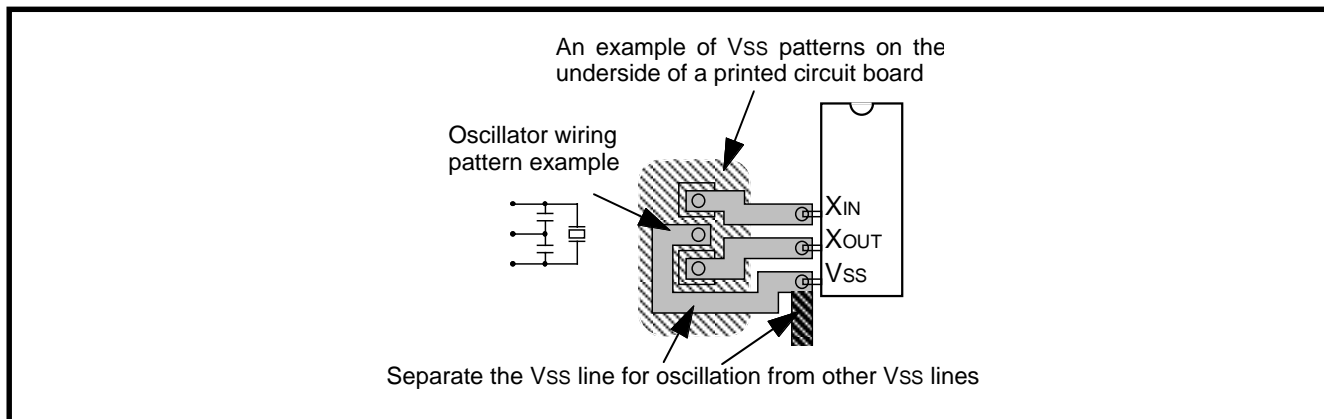 An example of VSS patterns on the
underside of a printed circuit board
Oscillator wiring
pattern example
XIN
XOUT
VSS
Separate the VSS line for oscillation from other VSS lines